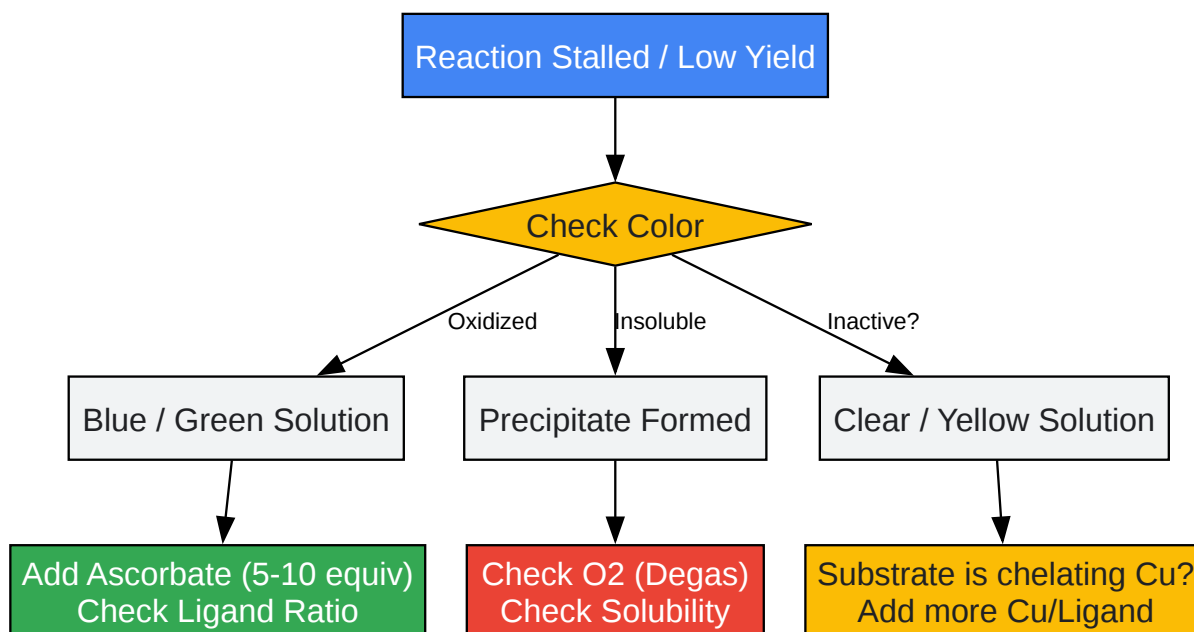 Reaction Stalled / Low Yield
Check Color
Oxidized
Insoluble
Inactive?
Blue / Green Solution
Precipitate Formed
Clear / Yellow Solution
Add Ascorbate (5-10 equiv)
Check Ligand Ratio
Check O2 (Degas)
Check Solubility
Substrate is chelating Cu?
Add more Cu/Ligand